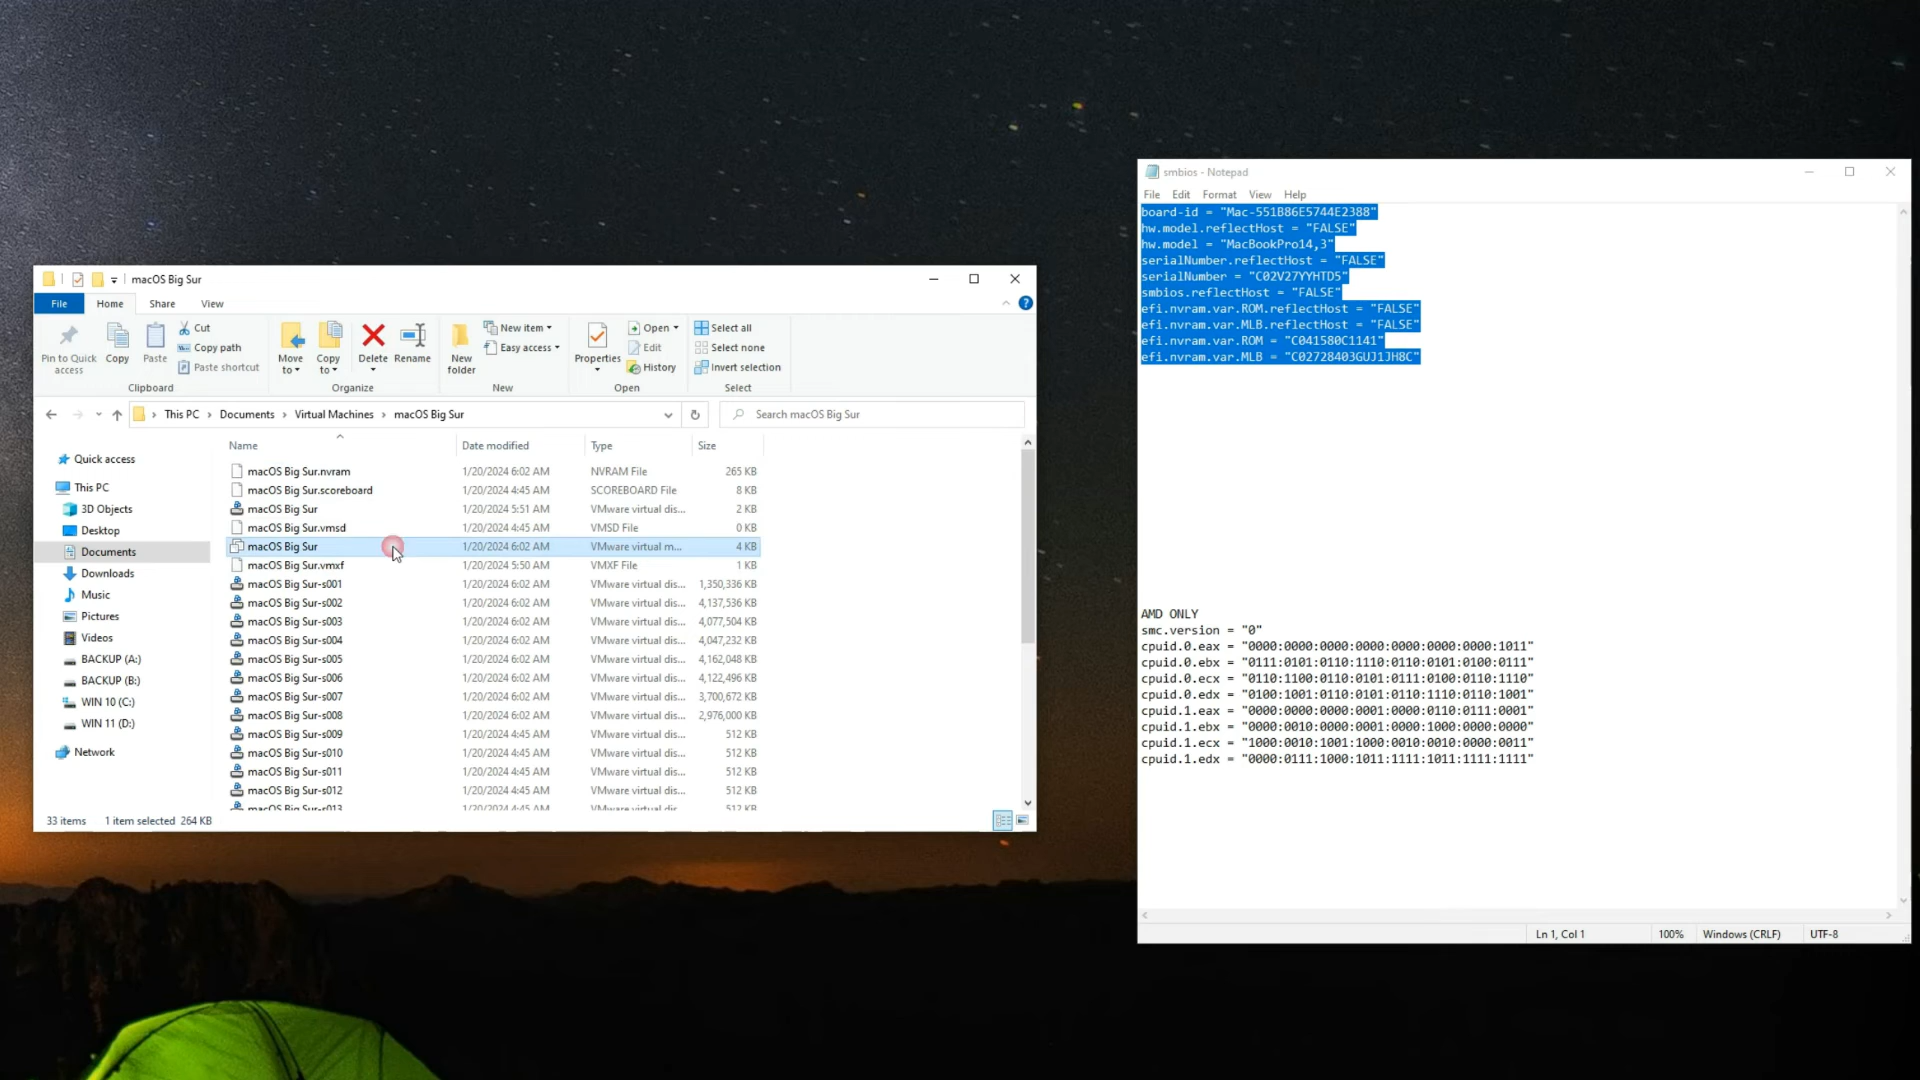 macOS Big Sur
File Home Share View
Pin to Quick access
Copy
Paste
Cut
Copy path
Paste shortcut
Clipboard
Move to
Copy to
Delete
Rename
Organize
New folder
New item
Easy access
New
Properties
Open
Edit
History
Open
Select all
Select none
Invert selection
Select
This PC > Documents > Virtual Machines > macOS Big Sur
Search macOS Big Sur
Quick access
This PC
3D Objects
Desktop
Documents
Downloads
Music
Pictures
Videos
BACKUP (A:)
BACKUP (B:)
WIN 10 (C:)
WIN 11 (D:)
Network
Name Date modified Type Size
macOS Big Sur.nvram 1/20/2024 6:02 AM NVRAM File 265 KB
macOS Big Sur.scoreboard 1/20/2024 4:45 AM SCOREBOARD File 8 KB
macOS Big Sur 1/20/2024 5:51 AM VMware virtual dis... 2 KB
macOS Big Sur.vmsd 1/20/2024 4:45 AM VMSD File 0 KB
macOS Big Sur 1/20/2024 6:02 AM VMware virtual m... 4 KB
macOS Big Sur.vmxf 1/20/2024 5:50 AM VMXF File 1 KB
macOS Big Sur-s001 1/20/2024 6:02 AM VMware virtual dis... 1,350,336 KB
macOS Big Sur-s002 1/20/2024 6:02 AM VMware virtual dis... 4,137,536 KB
macOS Big Sur-s003 1/20/2024 6:02 AM VMware virtual dis... 4,077,504 KB
macOS Big Sur-s004 1/20/2024 6:02 AM VMware virtual dis... 4,047,232 KB
macOS Big Sur-s005 1/20/2024 6:02 AM VMware virtual dis... 4,162,048 KB
macOS Big Sur-s006 1/20/2024 6:02 AM VMware virtual dis... 4,122,496 KB
macOS Big Sur-s007 1/20/2024 6:02 AM VMware virtual dis... 3,700,672 KB
macOS Big Sur-s008 1/20/2024 6:02 AM VMware virtual dis... 2,976,000 KB
macOS Big Sur-s009 1/20/2024 4:45 AM VMware virtual dis... 512 KB
macOS Big Sur-s010 1/20/2024 4:45 AM VMware virtual dis... 512 KB
macOS Big Sur-s011 1/20/2024 4:45 AM VMware virtual dis... 512 KB
macOS Big Sur-s012 1/20/2024 4:45 AM VMware virtual dis... 512 KB
macOS Big Sur-s013 1/20/2024 4:45 AM VMware virtual dis... 512 KB
33 items 1 item selected 264 KB
smbios - Notepad
File Edit Format View Help
board-id = "Mac-551B86E5744E2388"
hw.model.reflectHost = "FALSE"
hw.model = "MacBookPro14,3"
serialNumber.reflectHost = "FALSE"
serialNumber = "C02V27YYHTD5"
smbios.reflectHost = "FALSE"
efi.nvram.var.ROM.reflectHost = "FALSE"
efi.nvram.var.MLB.reflectHost = "FALSE"
efi.nvram.var.ROM = "C041580C1141"
efi.nvram.var.MLB = "C02728403GUJ1JH8C"
AMD ONLY
smc.version = "0"
cpuid.0.eax = "0000:0000:0000:0000:0000:0000:0000:1011"
cpuid.0.ebx = "0111:0101:0110:1110:0110:0101:0100:0111"
cpuid.0.ecx = "0110:1100:0110:0101:0111:0100:0110:1110"
cpuid.0.edx = "0100:1001:0110:0101:0110:1110:0110:1001"
cpuid.1.eax = "0000:0000:0000:0001:0000:0110:0111:0001"
cpuid.1.ebx = "0000:0010:0000:0001:0000:1000:0000:0000"
cpuid.1.ecx = "1000:0010:1001:1000:0010:0010:0000:0011"
cpuid.1.edx = "0000:0111:1000:1011:1111:1011:1111:1111"
Ln 1, Col 1 100% Windows (CRLF) UTF-8